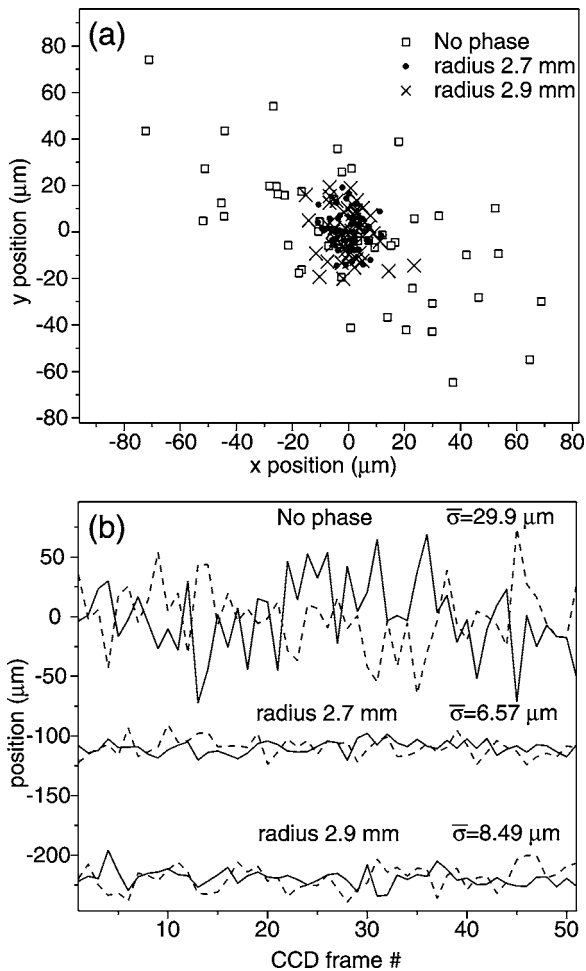 (a)
No phase
radius 2.7 mm
radius 2.9 mm
80
60
40
20
0
-20
-40
-60
-80
y position (μm)
-80 -60 -40 -20 0 20 40 60 80
x position (μm)
(b)
No phase σ̅=29.9 μm
radius 2.7 mm σ̅=6.57 μm
radius 2.9 mm σ̅=8.49 μm
50
0
-50
-100
-150
-200
position (μm)
10 20 30 40 50
CCD frame #